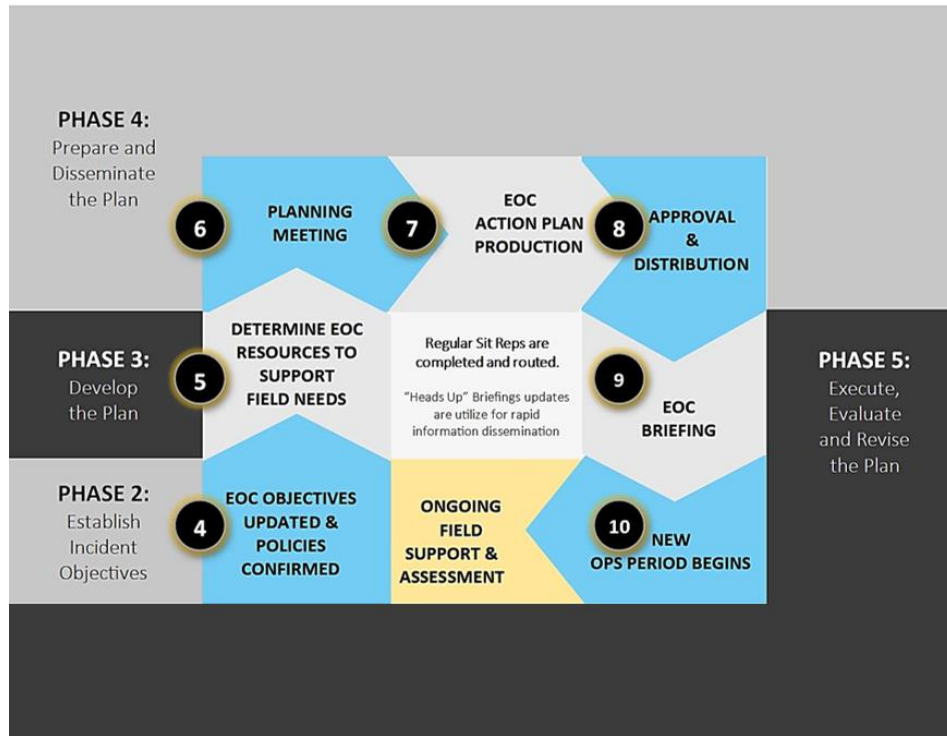 PHASE 4:
Prepare and
Disseminate
the Plan
6
PLANNING
MEETING
7
EOC
ACTION PLAN
PRODUCTION
8
APPROVAL
&
DISTRIBUTION
PHASE 3:
Develop
the Plan
5
DETERMINE EOC
RESOURCES TO
SUPPORT
FIELD NEEDS
Regular Sit Reps are
completed and routed.
"Heads Up" Briefings updates
are utilize for rapid
information dissemination
9
EOC
BRIEFING
PHASE 5:
Execute,
Evaluate
and Revise
the Plan
PHASE 2:
Establish
Incident
Objectives
4
EOC OBJECTIVES
UPDATED &
POLICIES
CONFIRMED
ONGOING
FIELD
SUPPORT &
ASSESSMENT
10
NEW
OPS PERIOD BEGINS